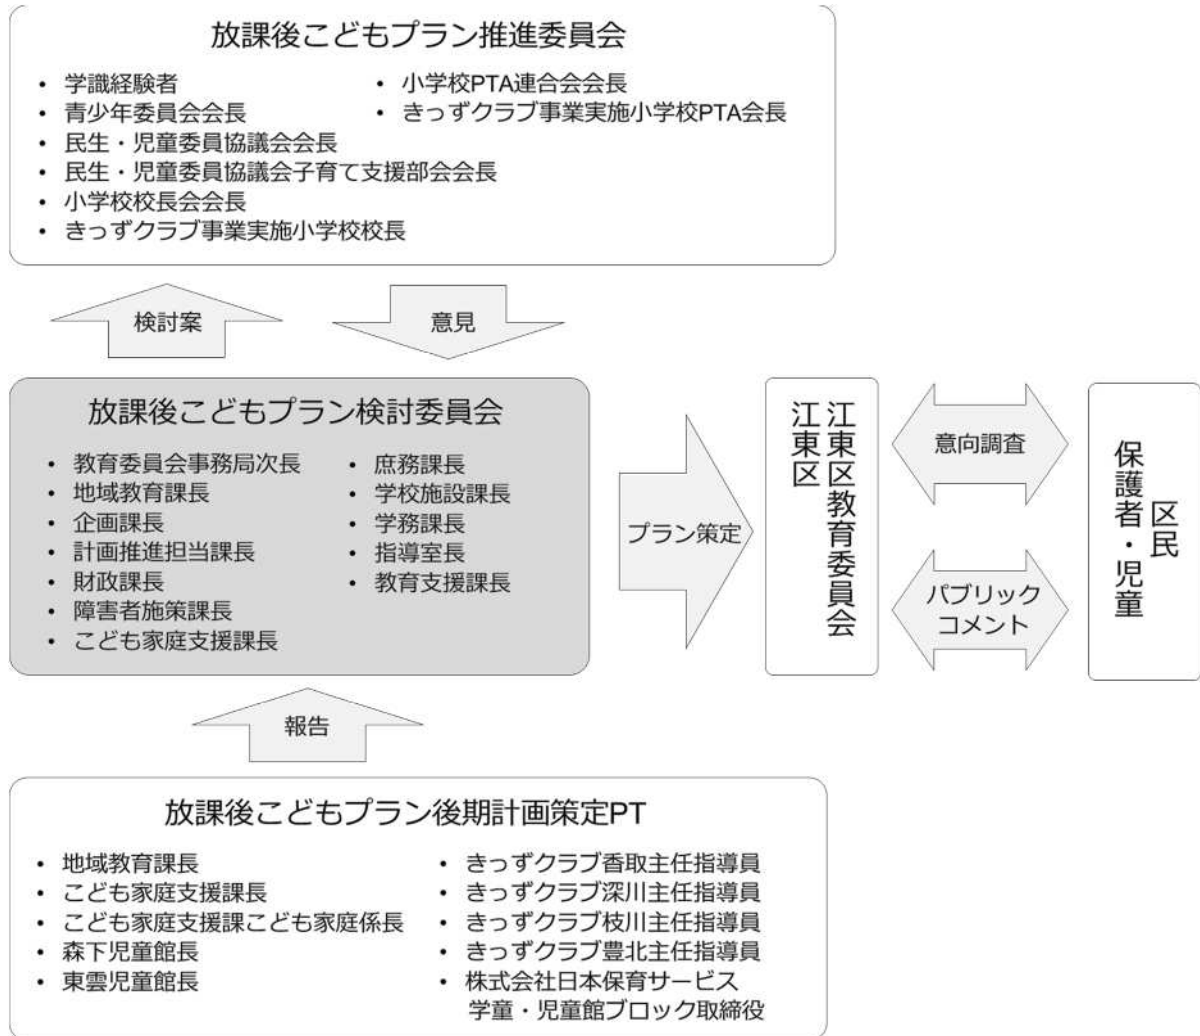 放課後こどもプラン推進委員会
• 学識経験者
• 青少年委員会会長
• 民生・児童委員協議会会長
• 民生・児童委員協議会子育て支援部会会長
• 小学校校長会会長
• きっずクラブ事業実施小学校校長
• 小学校PTA連合会会長
• きっずクラブ事業実施小学校PTA会長
検討案
意見
放課後こどもプラン検討委員会
• 教育委員会事務局次長
• 地域教育課長
• 企画課長
• 計画推進担当課長
• 財政課長
• 障害者施策課長
• こども家庭支援課長
• 庶務課長
• 学校施設課長
• 学務課長
• 指導室長
• 教育支援課長
プラン策定
江東区教育委員会
江東区
意向調査
パブリック
コメント
区民
保護者・児童
報告
放課後こどもプラン後期計画策定PT
• 地域教育課長
• こども家庭支援課長
• こども家庭支援課こども家庭係長
• 森下児童館長
• 東雲児童館長
• きっずクラブ香取主任指導員
• きっずクラブ深川主任指導員
• きっずクラブ枝川主任指導員
• きっずクラブ豊北主任指導員
• 株式会社日本保育サービス
学童・児童館ブロック取締役